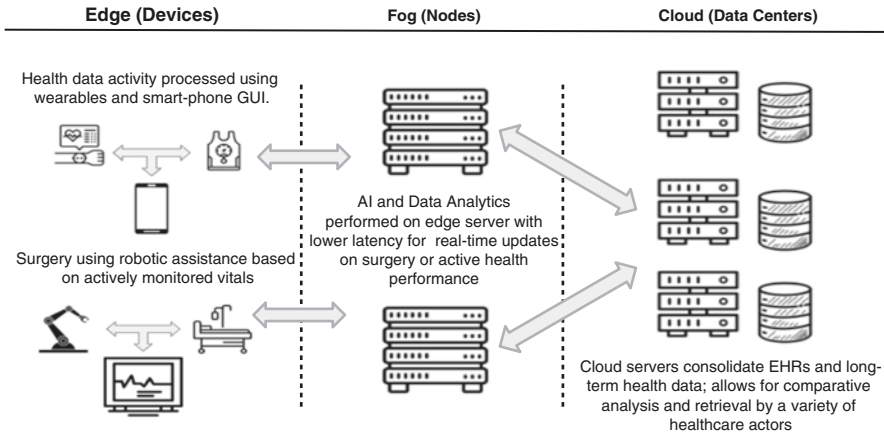 Edge (Devices)
Fog (Nodes)
Cloud (Data Centers)
Health data activity processed using
wearables and smart-phone GUI.
Surgery using robotic assistance based
on actively monitored vitals
AI and Data Analytics
performed on edge server with
lower latency for real-time updates
on surgery or active health
performance
Cloud servers consolidate EHRs and long-
term health data; allows for comparative
analysis and retrieval by a variety of
healthcare actors